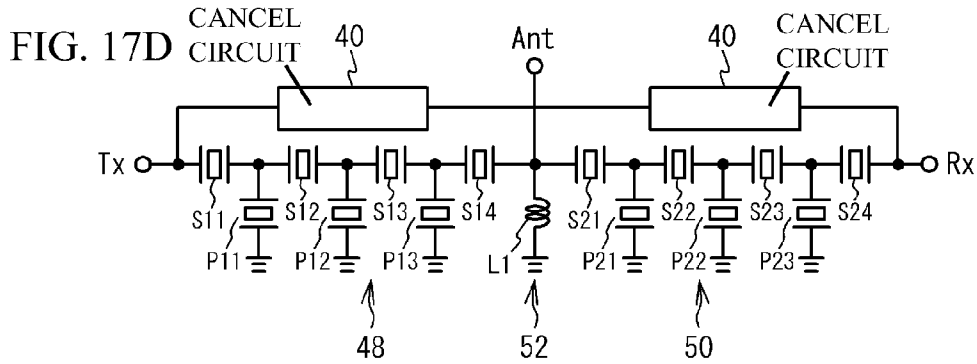 FIG. 17D
CANCEL
CIRCUIT
40
Ant
40
CANCEL
CIRCUIT
Tx
Rx
S11
S12
S13
S14
S21
S22
S23
S24
P11
P12
P13
L1
P21
P22
P23
48
52
50